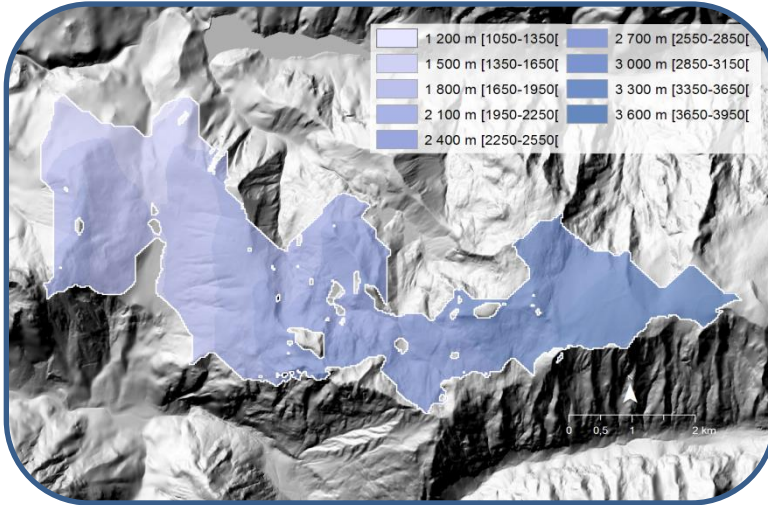 1 200 m [1050-1350[
1 500 m [1350-1650[
1 800 m [1650-1950[
2 100 m [1950-2250[
2 400 m [2250-2550[
2 700 m [2550-2850[
3 000 m [2850-3150[
3 300 m [3350-3650[
3 600 m [3650-3950[
0 0,5 1 2 km